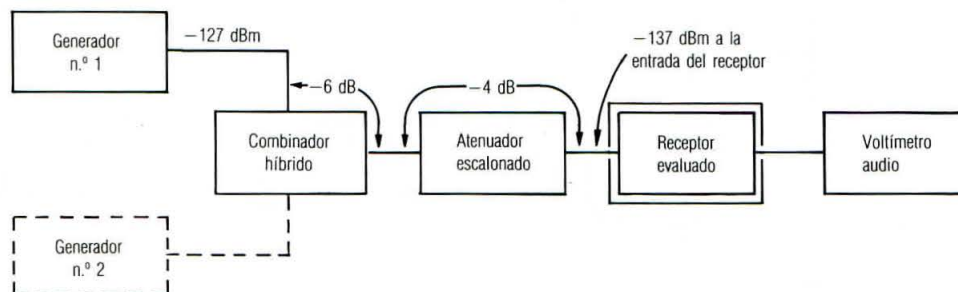 Generador
n.º 1
−127 dBm
−6 dB
−4 dB
−137 dBm a la
entrada del receptor
Combinador
híbrido
Atenuador
escalonado
Receptor
evaluado
Voltímetro
audio
Generador
n.º 2